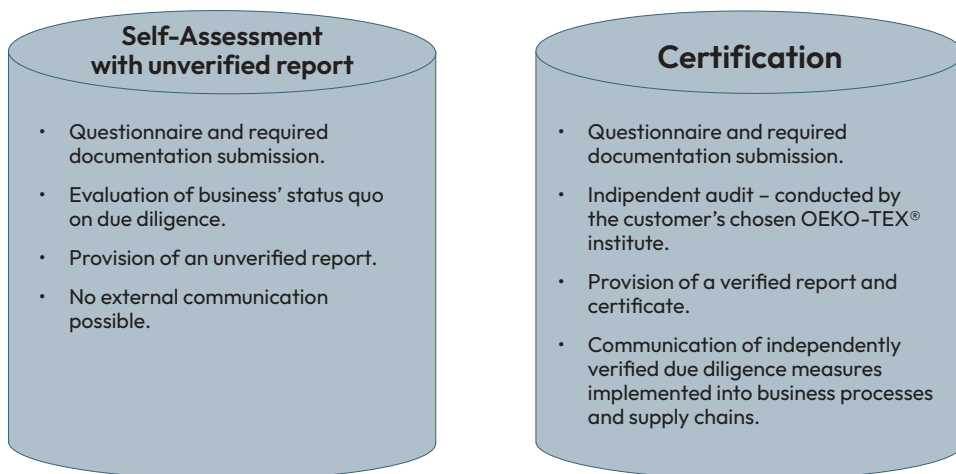 Self-Assessment
with unverified report
• Questionnaire and required
documentation submission.
• Evaluation of business’ status quo
on due diligence.
• Provision of an unverified report.
• No external communication
possible.
Certification
• Questionnaire and required
documentation submission.
• Indipendent audit – conducted by
the customer’s chosen OEKO-TEX®
institute.
• Provision of a verified report and
certificate.
• Communication of independently
verified due diligence measures
implemented into business processes
and supply chains.